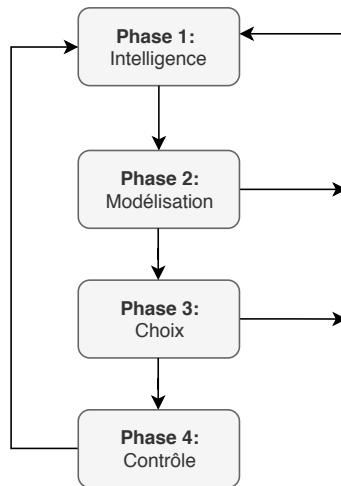 Phase 1:
Intelligence
Phase 2:
Modélisation
Phase 3:
Choix
Phase 4:
Contrôle